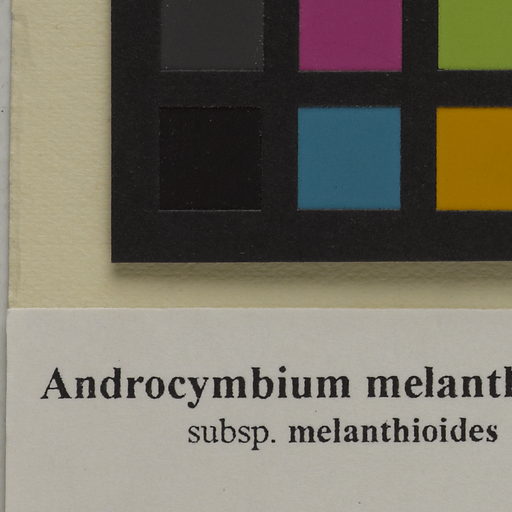 Androcymbium melanth
subsp. melanthioides